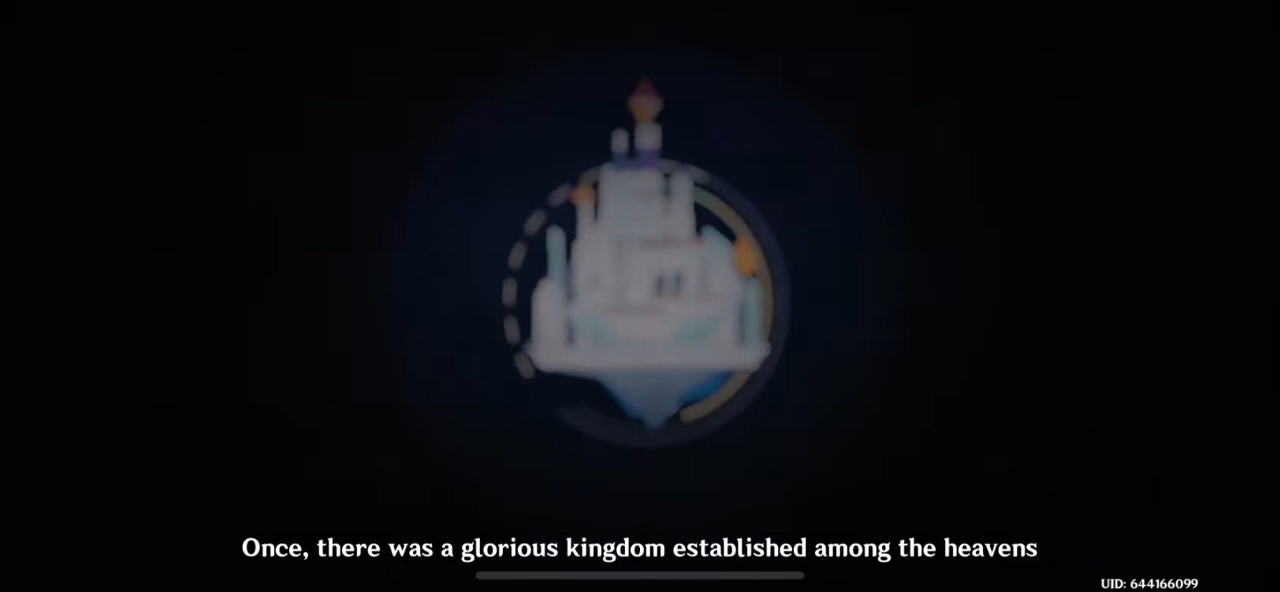 Once, there was a glorious kingdom established among the heavens
UID: 644166099